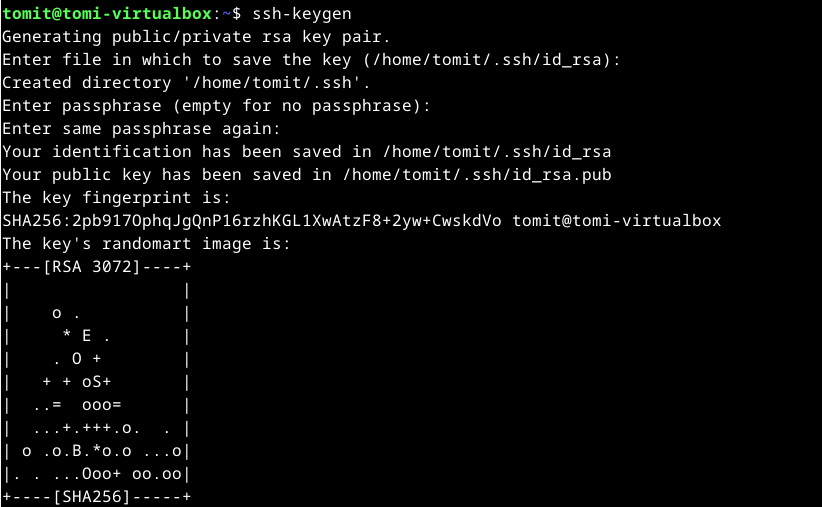 tomit@tomi-virtualbox:~$ ssh-keygen
Generating public/private rsa key pair.
Enter file in which to save the key (/home/tomit/.ssh/id_rsa):
Created directory '/home/tomit/.ssh'.
Enter passphrase (empty for no passphrase):
Enter same passphrase again:
Your identification has been saved in /home/tomit/.ssh/id_rsa
Your public key has been saved in /home/tomit/.ssh/id_rsa.pub
The key fingerprint is:
SHA256:2pb917OphqJgQnP16rzhKGL1XwAtzF8+2yw+CwskdVo tomit@tomi-virtualbox
The key's randomart image is:
+---[RSA 3072]----+
|                 |
|    o .          |
|     * E .       |
|    . O +        |
|   + + oS+       |
|  ..=  ooo=      |
|  ...+.+++.o.  . |
| o .o.B.*o.o ...o|
|. . ...Ooo+ oo.oo|
+----[SHA256]-----+